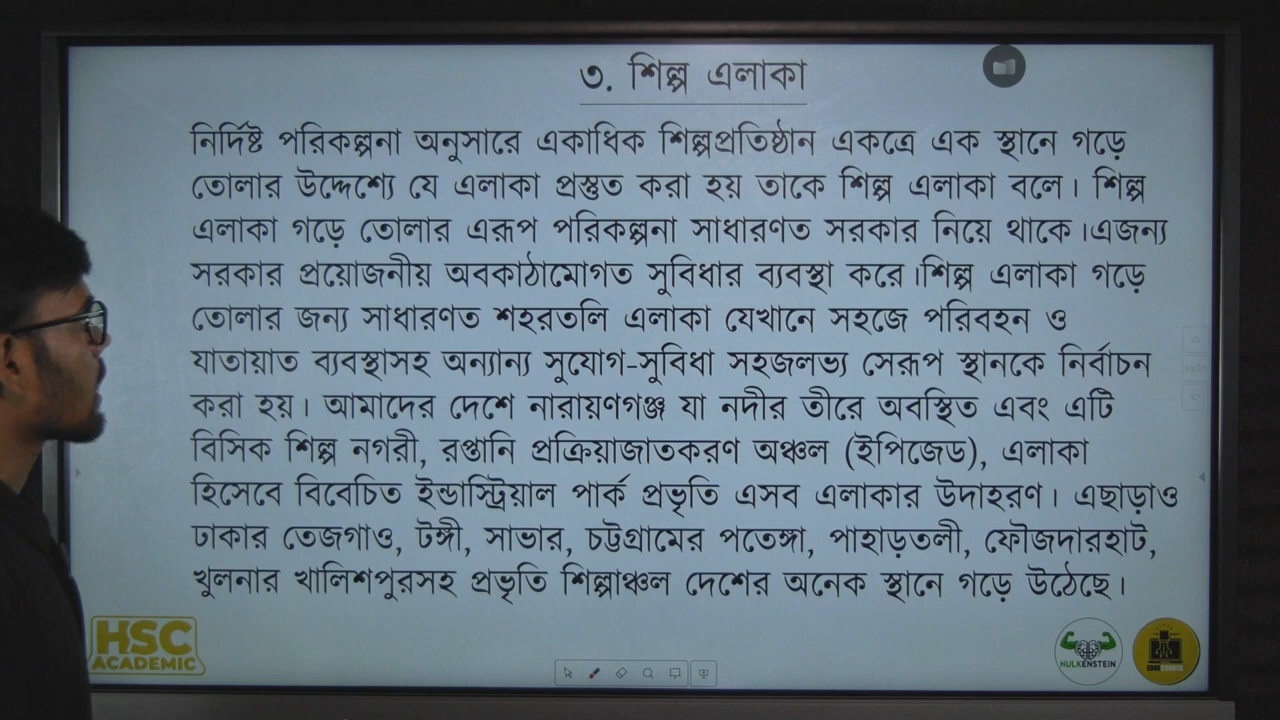 ৩. শিল্প এলাকা
নির্দিষ্ট পরিকল্পনা অনুসারে একাধিক শিল্পপ্রতিষ্ঠান একত্রে এক স্থানে গড়ে
তোলার উদ্দেশ্যে যে এলাকা প্রস্তুত করা হয় তাকে শিল্প এলাকা বলে। শিল্প
এলাকা গড়ে তোলার এরূপ পরিকল্পনা সাধারণত সরকার নিয়ে থাকে।এজন্য
সরকার প্রয়োজনীয় অবকাঠামোগত সুবিধার ব্যবস্থা করে।শিল্প এলাকা গড়ে
তোলার জন্য সাধারণত শহরতলি এলাকা যেখানে সহজে পরিবহন ও
যাতায়াত ব্যবস্থাসহ অন্যান্য সুযোগ-সুবিধা সহজলভ্য সেরূপ স্থানকে নির্বাচন
করা হয়। আমাদের দেশে নারায়ণগঞ্জ যা নদীর তীরে অবস্থিত এবং এটি
বিসিক শিল্প নগরী, রপ্তানি প্রক্রিয়াজাতকরণ অঞ্চল (ইপিজেড), এলাকা
হিসেবে বিবেচিত ইন্ডাস্ট্রিয়াল পার্ক প্রভৃতি এসব এলাকার উদাহরণ। এছাড়াও
ঢাকার তেজগাও, টঙ্গী, সাভার, চট্টগ্রামের পতেঙ্গা, পাহাড়তলী, ফৌজদারহাট,
খুলনার খালিশপুরসহ প্রভৃতি শিল্পাঞ্চল দেশের অনেক স্থানে গড়ে উঠেছে।
HSC
ACADEMIC
HULKENSTEIN